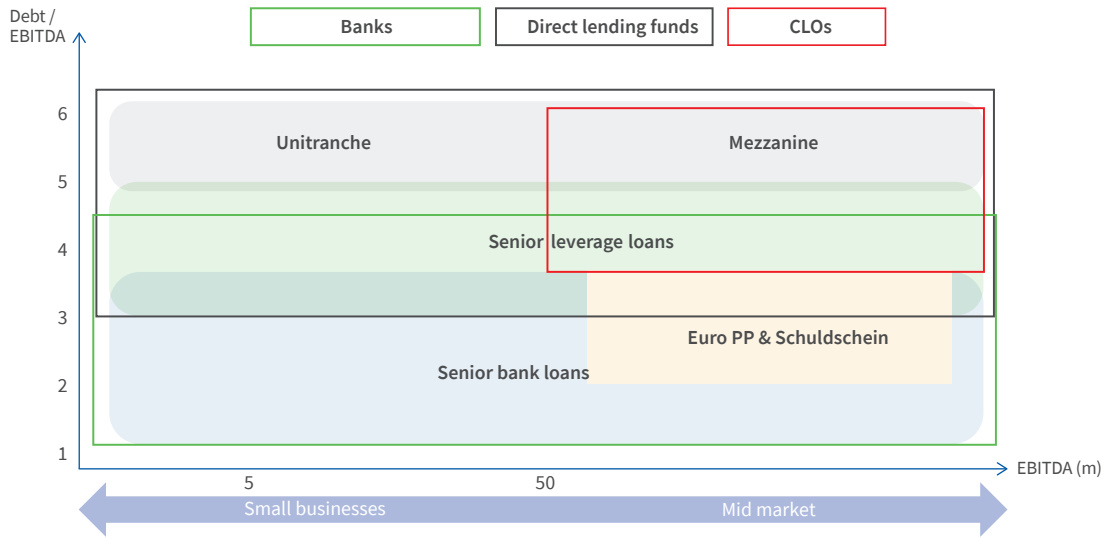 Debt /
EBITDA
Banks
Direct lending funds
CLOs
6
Unitranche
Mezzanine
5
4
Senior leverage loans
3
Euro PP & Schuldschein
Senior bank loans
2
1
EBITDA (m)
5
50
Small businesses
Mid market